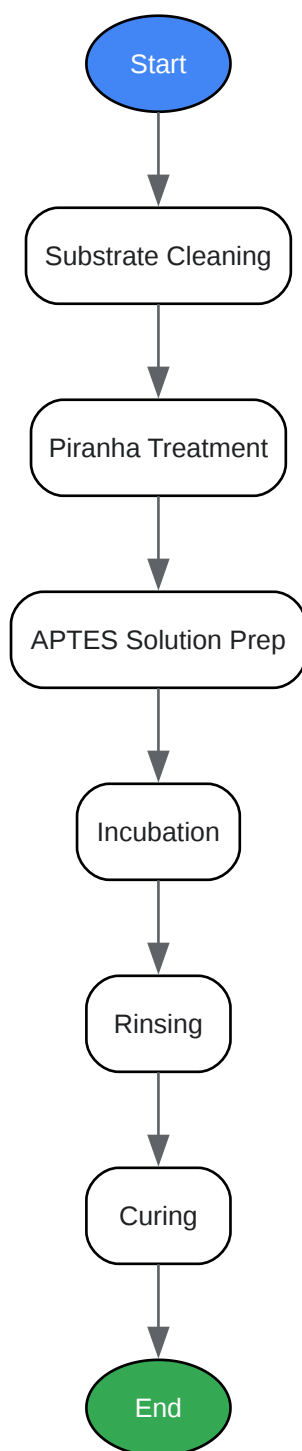 Start
Substrate Cleaning
Piranha Treatment
APTES Solution Prep
Incubation
Rinsing
Curing
End